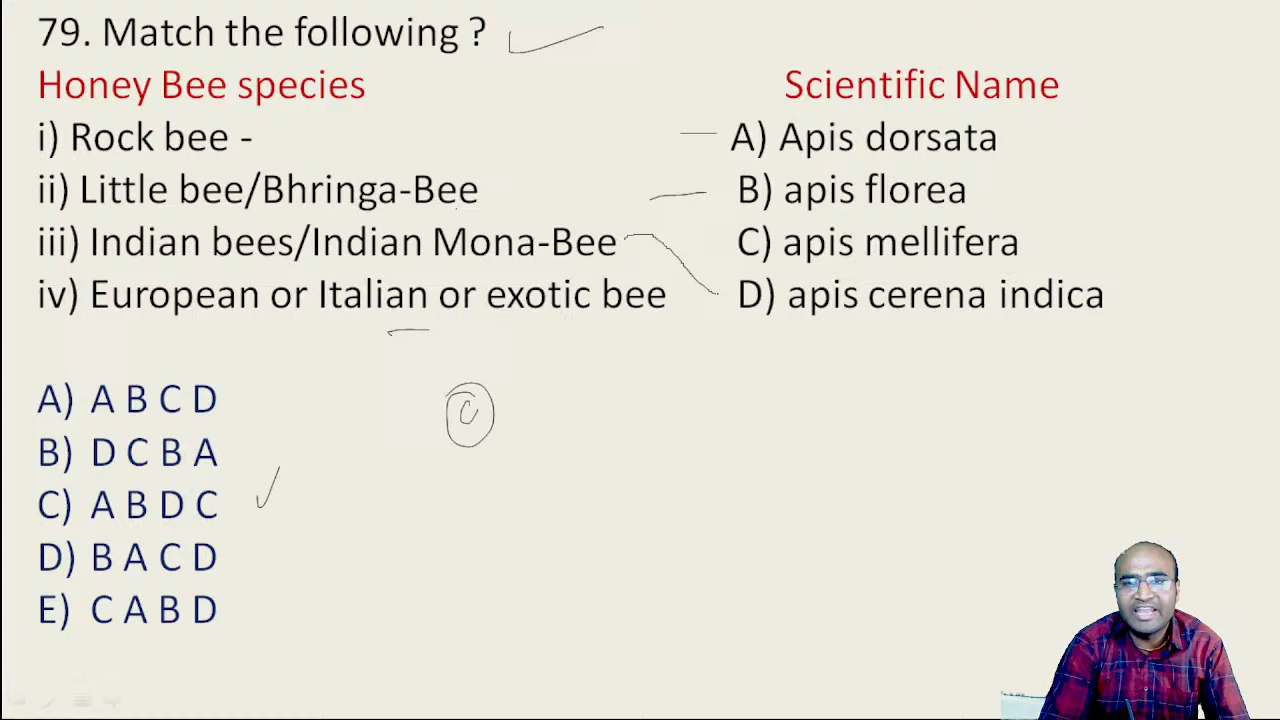 79. Match the following ?
Honey Bee species Scientific Name
i) Rock bee - A) Apis dorsata
ii) Little bee/Bhringa-Bee B) apis florea
iii) Indian bees/Indian Mona-Bee C) apis mellifera
iv) European or Italian or exotic bee D) apis cerena indica
A) A B C D
C
B) D C B A
C) A B D C
D) B A C D
E) C A B D